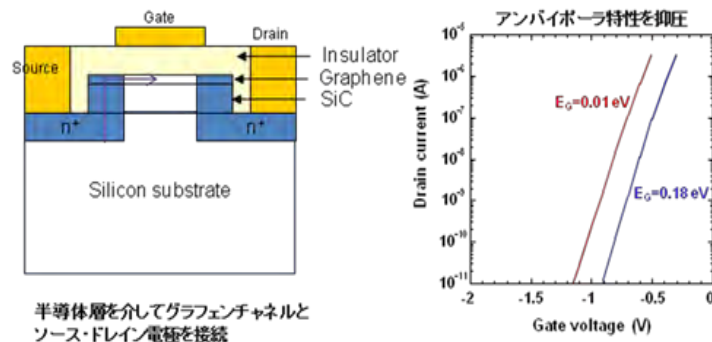 Gate
Drain
Source
Insulator
Graphene
SiC
n+
n+
Silicon substrate
半導体層を介してグラフェンチャネルと
ソース・ドレイン電極を接続
アンバイポーラ特性を抑圧
Drain current (A)
10-5
10-6
10-7
10-8
10-9
10-10
10-11
EG=0.01 eV
EG=0.18 eV
-2
-1
-0.5
0
Gate voltage (V)